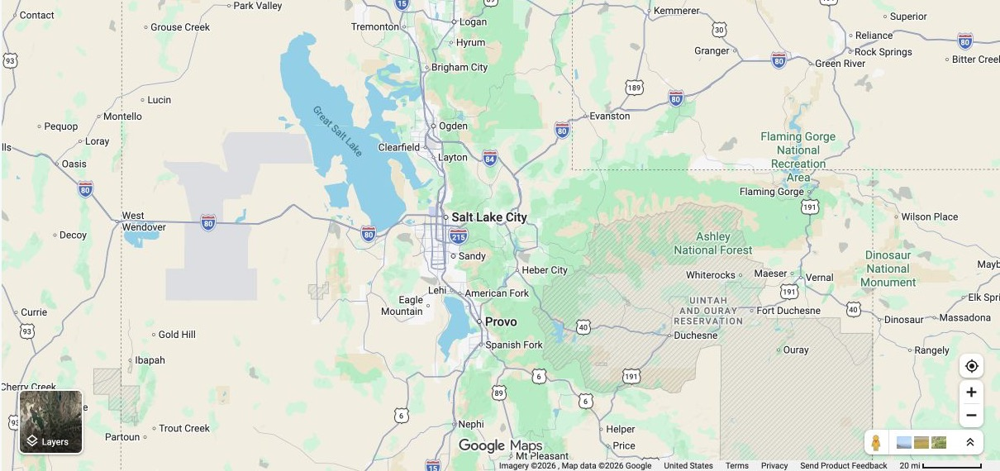 Contact
Park Valley
15
89
Kemmerer
191
Superior
Grouse Creek
Tremonton
Logan
30
Reliance
80
93
Hyrum
Granger
80
Rock Springs
Green River
Bitter Creek
Brigham City
189
Lucin
80
Montello
Evanston
Pequop
Ogden
80
Loray
Great Salt Lake
Flaming Gorge
National
Recreation
Area
lls
Clearfield
Layton
84
Oasis
80
Flaming Gorge
191
West
Wendover
80
80
Salt Lake City
215
Wilson Place
Decoy
Ashley
National Forest
Sandy
Dinosaur
National
Monument
Heber City
Whiterocks
Maeser
Vernal
Mayb
Lehi
American Fork
191
Eagle
Mountain
UINTAH
AND OURAY
RESERVATION
Fort Duchesne
40
Elk Spri
Currie
Dinosaur
Massadona
93
Provo
40
Gold Hill
Duchesne
Spanish Fork
Ouray
Rangely
Ibapah
6
191
Cherry Creek
89
6
6
e
93
Trout Creek
Nephi
Partoun
Helper
Layers
Google Maps
Price
Mt Pleasant
15
Imagery ©2026 , Map data ©2026 Google
United States
Terms
Privacy
Send Product Feedback
20 mi